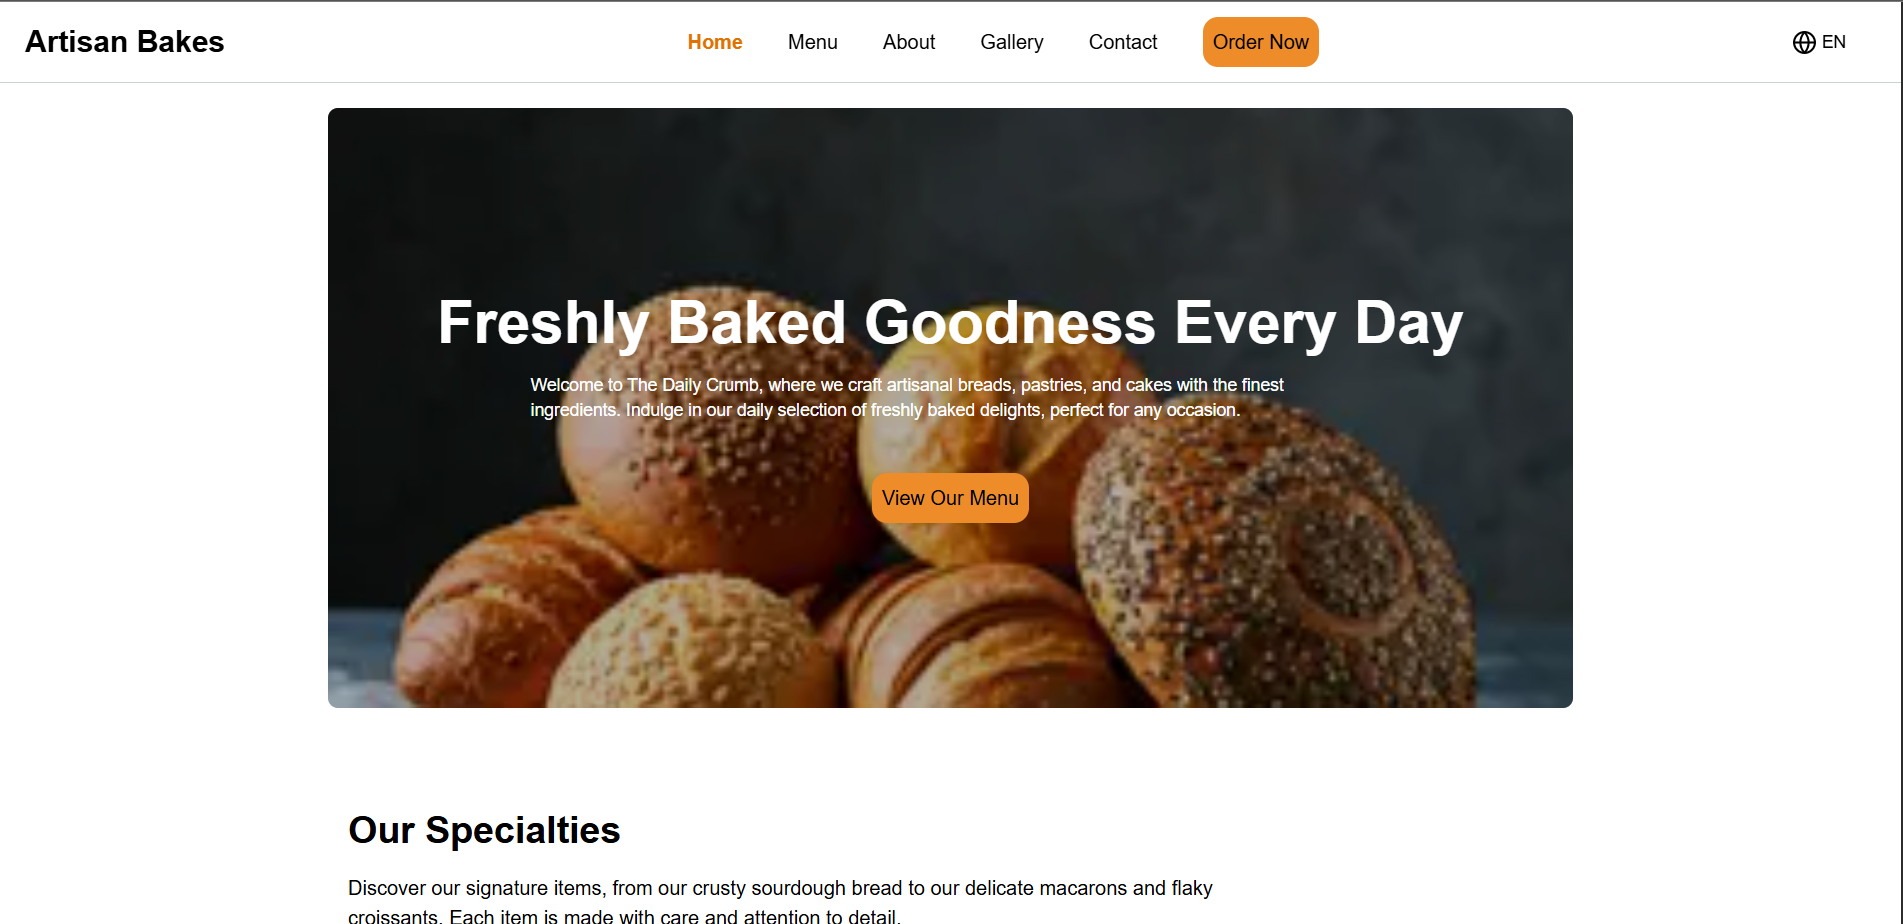 Artisan Bakes
Home
Menu
About
Gallery
Contact
Order Now
EN
Freshly Baked Goodness Every Day
Welcome to The Daily Crumb, where we craft artisanal breads, pastries, and cakes with the finest
ingredients. Indulge in our daily selection of freshly baked delights, perfect for any occasion.
View Our Menu
Our Specialties
Discover our signature items, from our crusty sourdough bread to our delicate macarons and flaky
croissants. Each item is made with care and attention to detail.